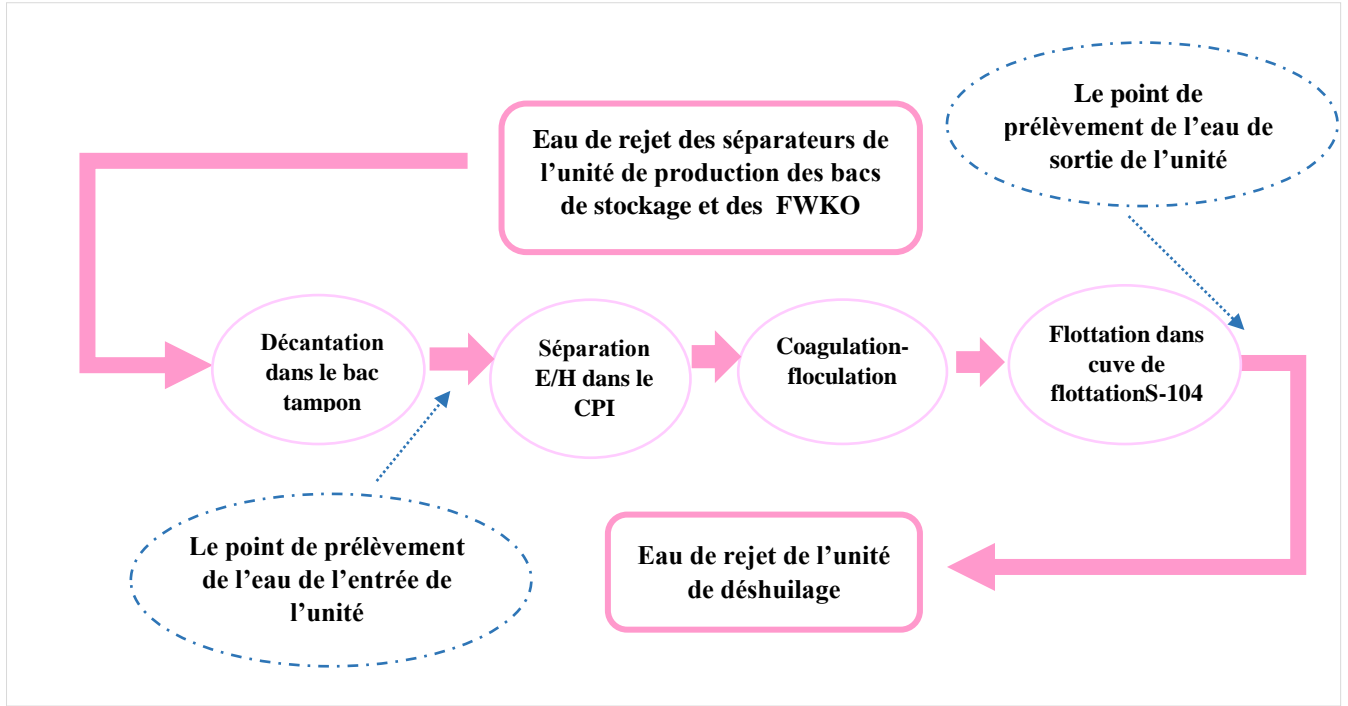 Eau de rejet des séparateurs de
l’unité de production des bacs
de stockage et des FWKO
Le point de
prélèvement de l’eau de
sortie de l’unité
Décantation
dans le bac
tampon
Séparation
E/H dans le
CPI
Coagulation-
floculation
Flottation dans
cuve de
flottationS-104
Le point de prélèvement
de l’eau de l’entrée de
l’unité
Eau de rejet de l’unité
de déshuilage